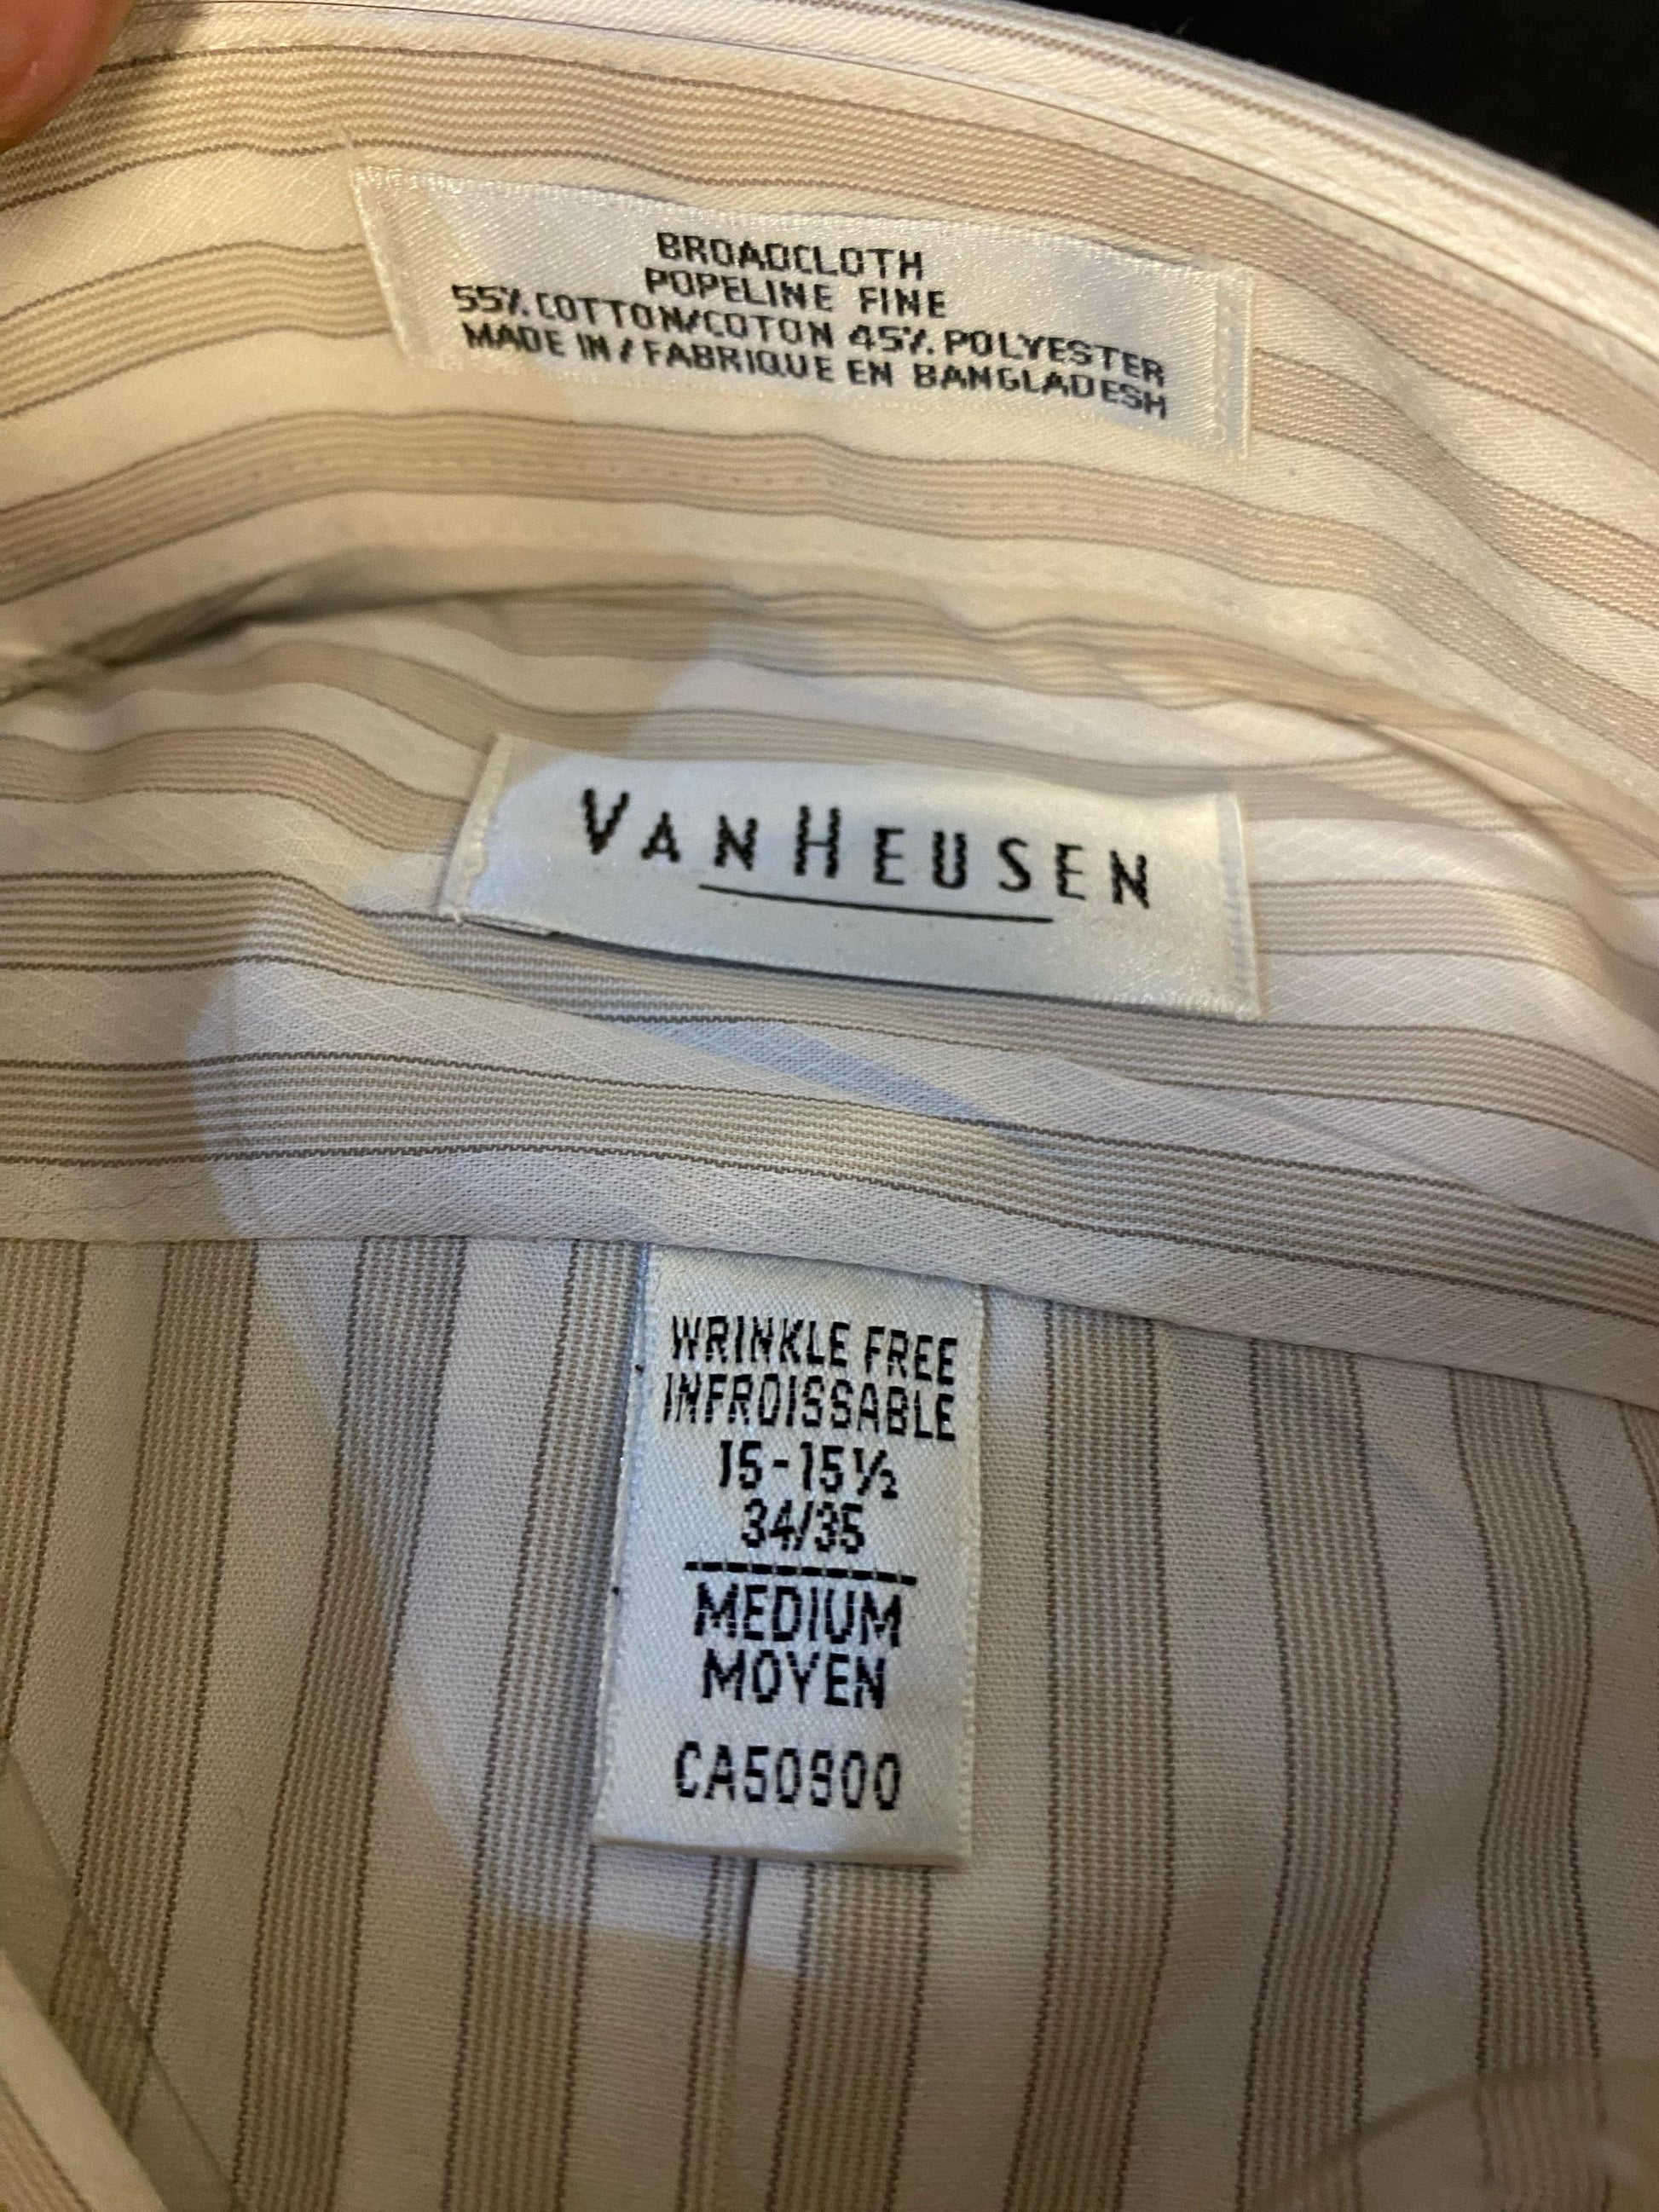 BROADCLOTH
POPELINE FINE
55% COTTON/COTON 45% POLYESTER
MADE IN / FABRIQUE EN BANGLADESH
VAN HEUSEN
WRINKLE FREE
INFROISSABLE
15-15½
34/35
MEDIUM
MOYEN
CA50900